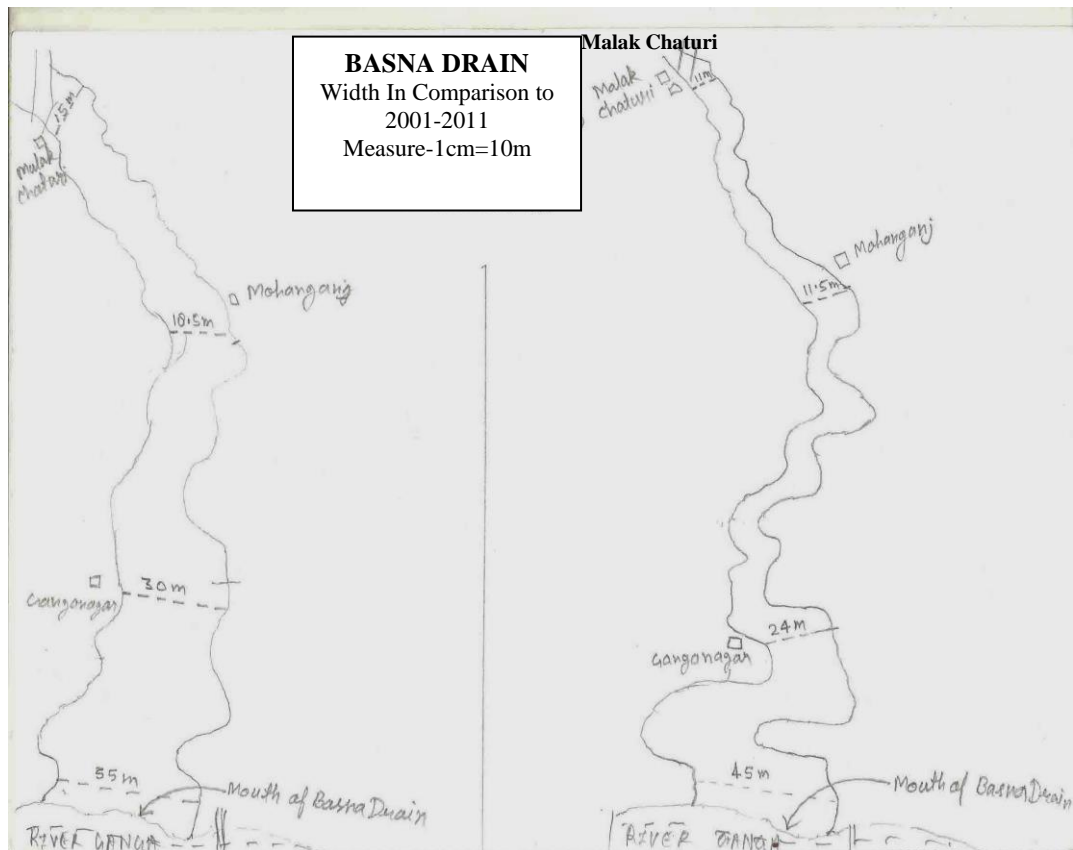 Malak Chaturi
BASNA DRAIN
Width In Comparison to
2001-2011
Measure-1cm=10m
15m
Malak
Chaturi
Mohanganj
18.5m
30m
Gangonagar
55m
Mouth of Basna Drain
RIVER GANGA
Malak
Chaturi
11m
Mohanganj
11.5m
24m
Gangonagar
45m
Mouth of Basna Drain
RIVER GANGA